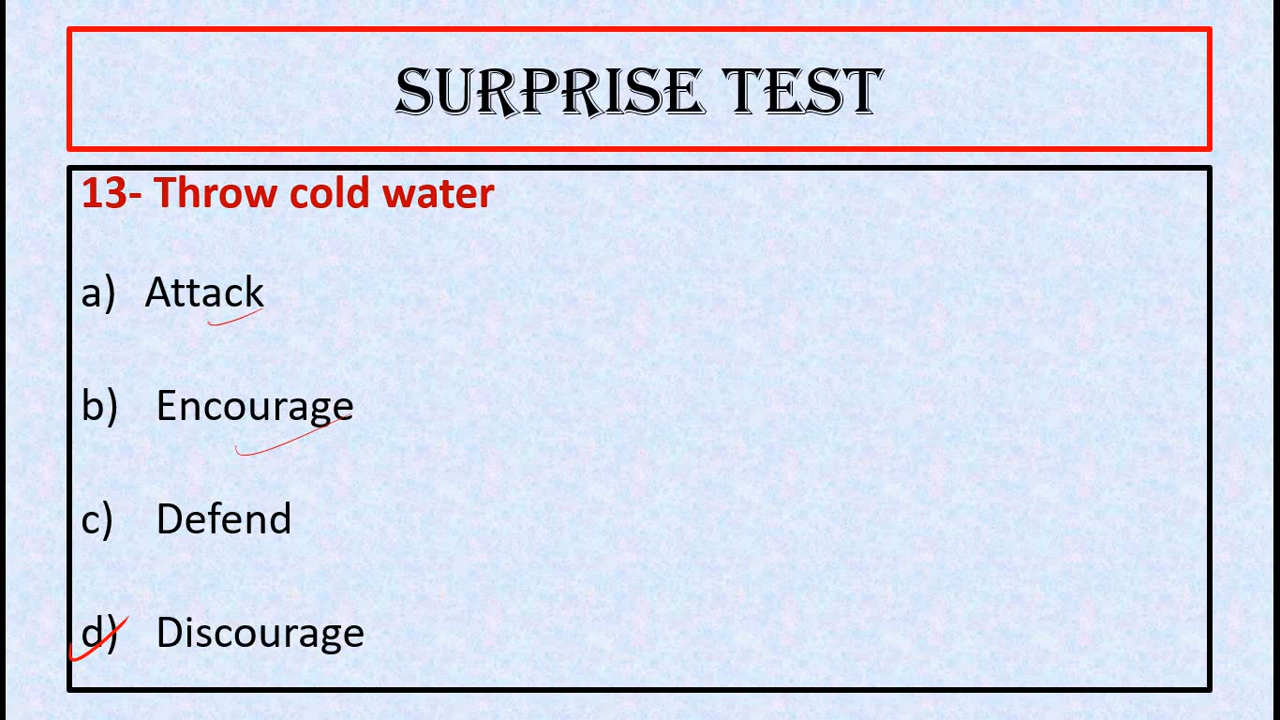 SURPRISE TEST
13- Throw cold water
a) Attack
b) Encourage
c) Defend
d) Discourage